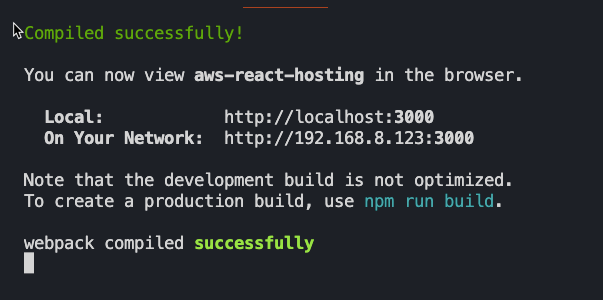 Compiled successfully!
You can now view aws-react-hosting in the browser.
Local: http://localhost:3000
On Your Network: http://192.168.8.123:3000
Note that the development build is not optimized.
To create a production build, use npm run build.
webpack compiled successfully